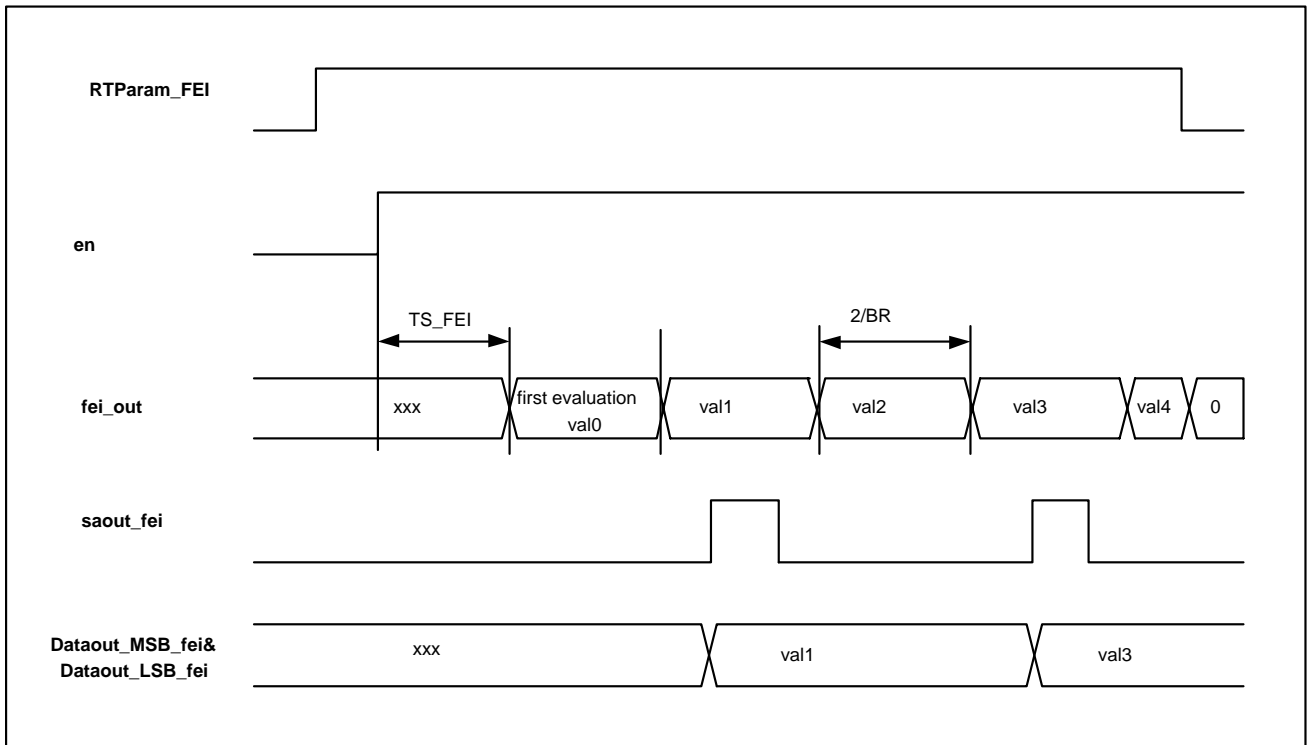 RTParam_FEI
en
TS_FEI
2/BR
fei_out
xxx
first evaluation
val0
val1
val2
val3
val4
0
saout_fei
Dataout_MSB_fei&
Dataout_LSB_fei
xxx
val1
val3